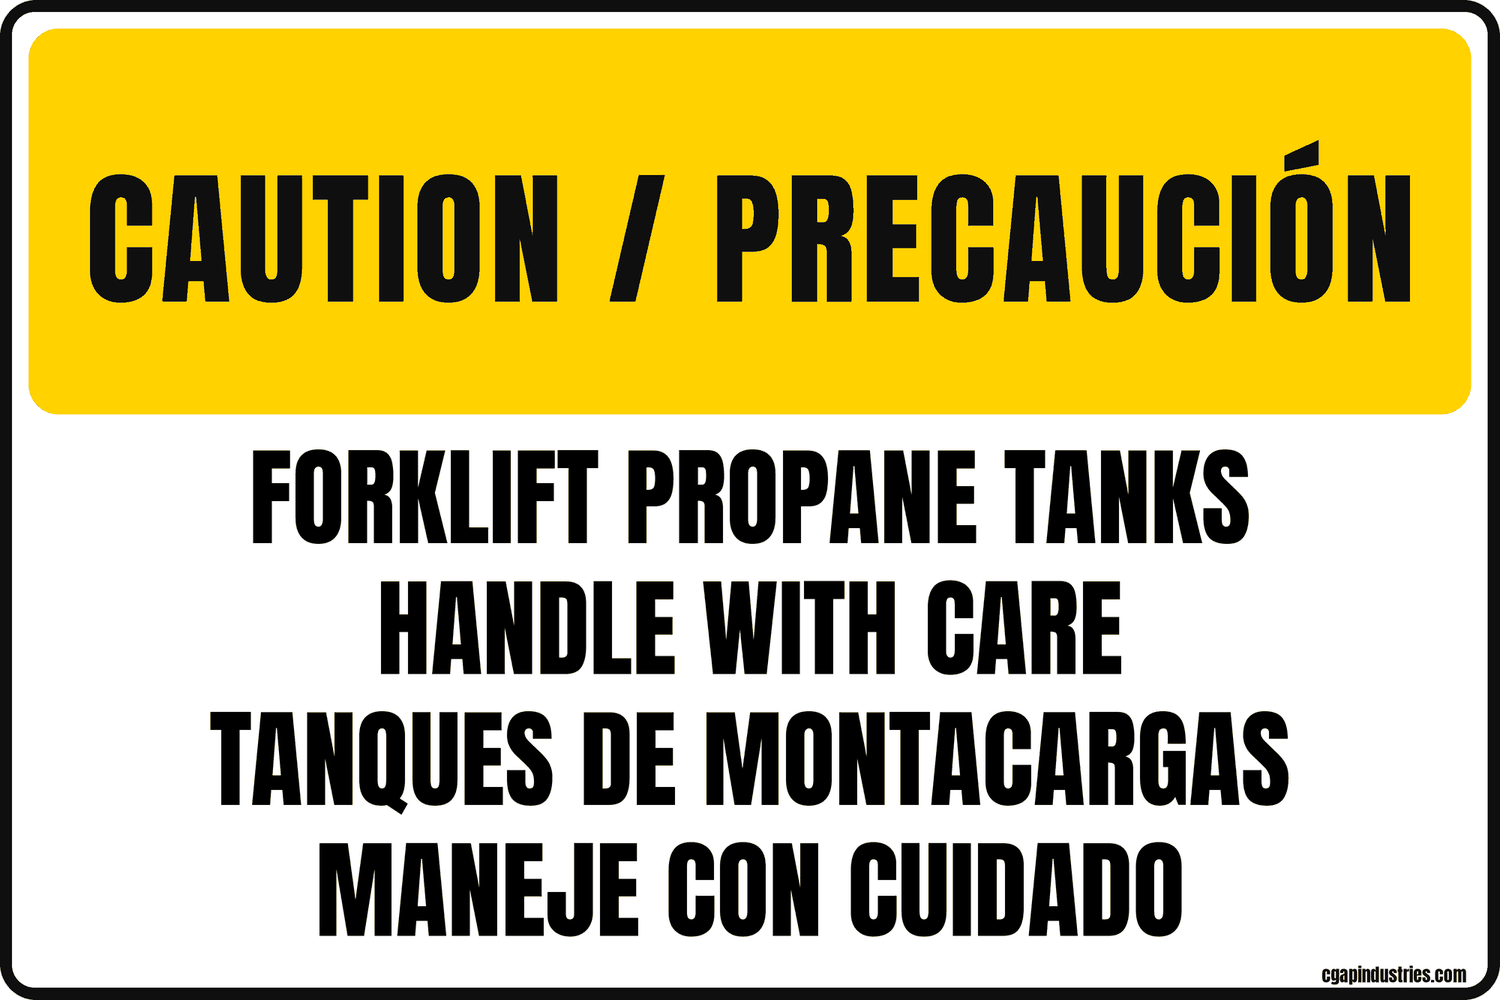 CAUTION / PRECAUCIÓN
FORKLIFT PROPANE TANKS
HANDLE WITH CARE
TANQUES DE MONTACARGAS
MANEJE CON CUIDADO
cgapindustries.com